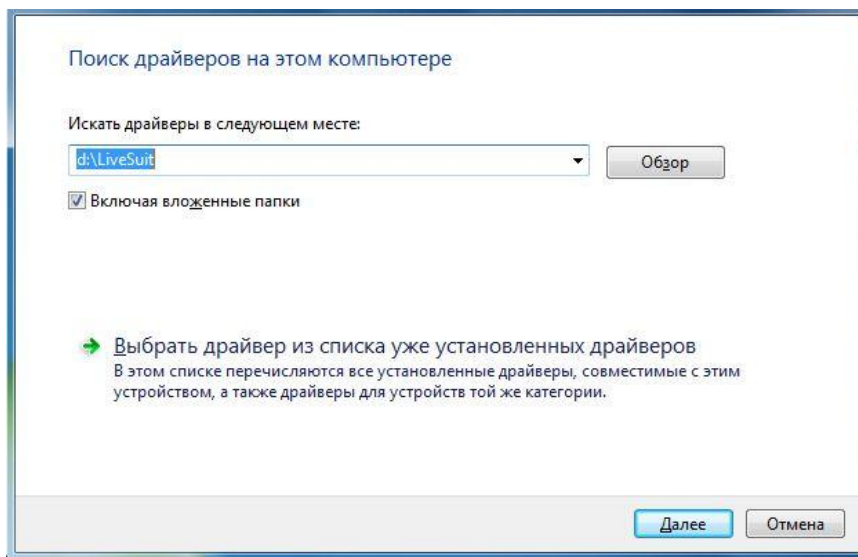 Поиск драйверов на этом компьютере
Искать драйверы в следующем месте:
d:\LiveSuit
Обзор
Включая вложенные папки
Выбрать драйвер из списка уже установленных драйверов
В этом списке перечисляются все установленные драйверы, совместимые с этим
устройством, а также драйверы для устройств той же категории.
Далее
Отмена